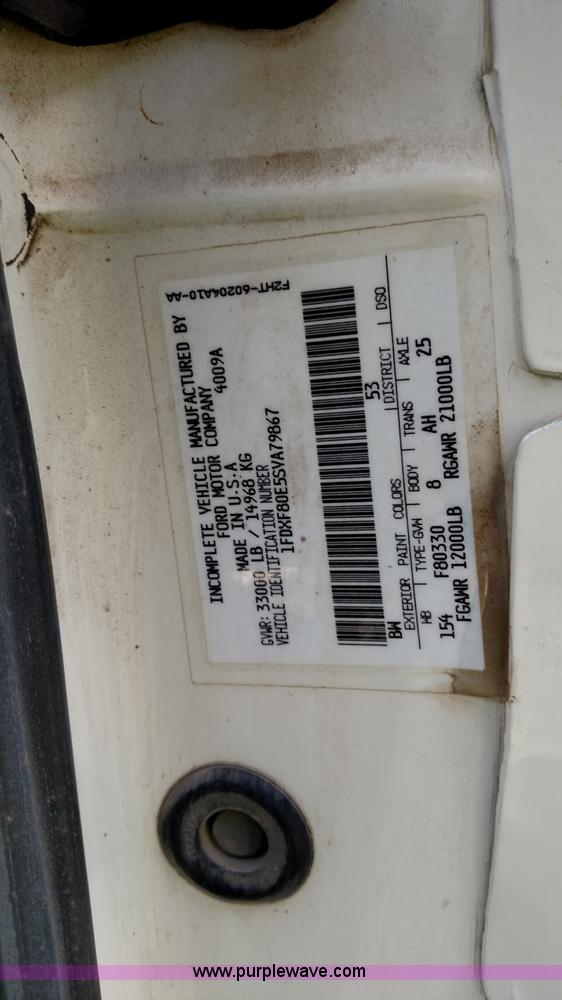 INCOMPLETE VEHICLE MANUFACTURED BY
FORD MOTOR COMPANY
MADE IN U.S.A 4009A
GVWR: 33000 LB / 14968 KG
VEHICLE IDENTIFICATION NUMBER
1FDXF80E5SVA79867
F2HT-60204A10-AA
BW 53
EXTERIOR PAINT COLORS DISTRICT DSO
WB TYPE-GVW BODY TRANS AXLE
154 F80330 8 AH 25
FGAWR 12000LB RGAWR 21000LB
www.purplewave.com